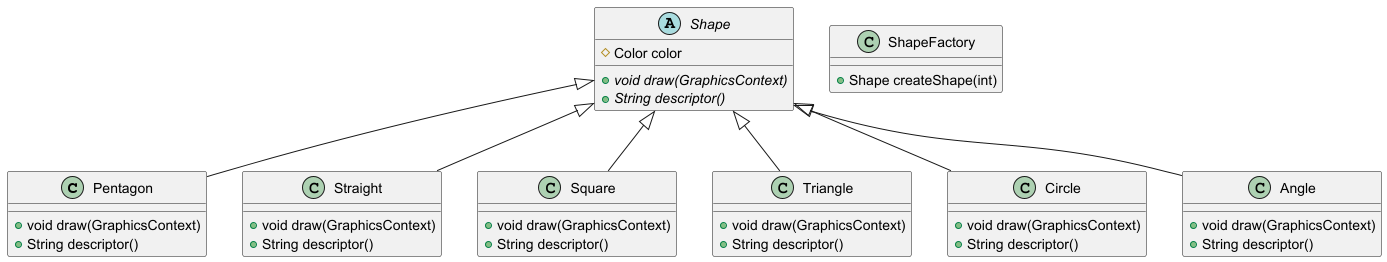 A Shape
Color color
void draw(GraphicsContext)
String descriptor()
C ShapeFactory
Shape createShape(int)
C Pentagon
void draw(GraphicsContext)
String descriptor()
C Straight
void draw(GraphicsContext)
String descriptor()
C Square
void draw(GraphicsContext)
String descriptor()
C Triangle
void draw(GraphicsContext)
String descriptor()
C Circle
void draw(GraphicsContext)
String descriptor()
C Angle
void draw(GraphicsContext)
String descriptor()